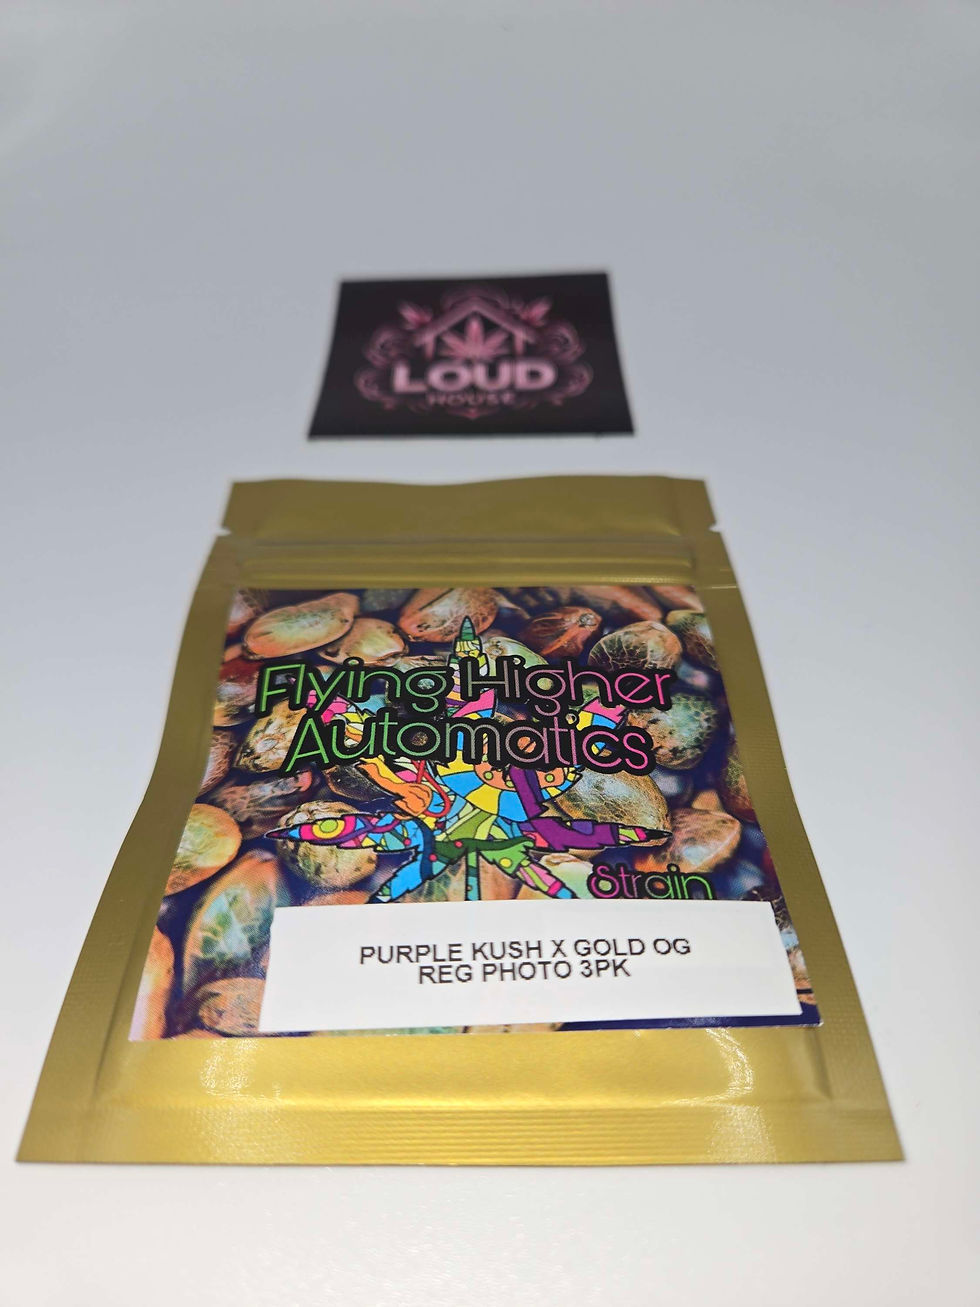 LOUD
HOUSE
Flying Higher
Automatics
Strain
PURPLE KUSH X GOLD OG
REG PHOTO 3PK